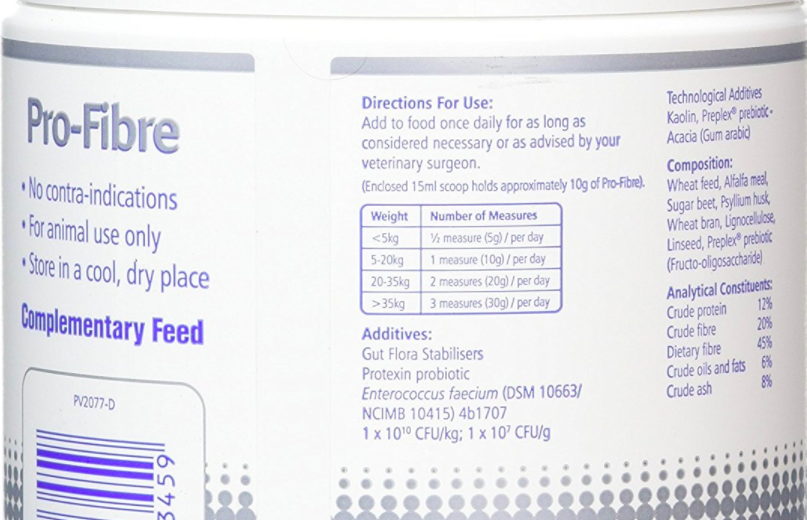 Pro-Fibre
• No contra-indications
• For animal use only
• Store in a cool, dry place
Complementary Feed
PV2077-D
3459
Directions For Use:
Add to food once daily for as long as
considered necessary or as advised by your
veterinary surgeon.
(Enclosed 15ml scoop holds approximately 10g of Pro-Fibre).
Weight Number of Measures
<5kg ½ measure (5g) / per day
5-20kg 1 measure (10g) / per day
20-35kg 2 measures (20g) / per day
>35kg 3 measures (30g) / per day
Additives:
Gut Flora Stabilisers
Protexin probiotic
Enterococcus faecium (DSM 10663/
NCIMB 10415) 4b1707
1 x 10¹⁰ CFU/kg; 1 x 10⁷ CFU/g
Technological Additives
Kaolin, Preplex® prebiotic -
Acacia (Gum arabic)
Composition:
Wheat feed, Alfalfa meal,
Sugar beet, Psyllium husk,
Wheat bran, Lignocellulose,
Linseed, Preplex® prebiotic
(Fructo-oligosaccharide)
Analytical Constituents:
Crude protein 12%
Crude fibre 20%
Dietary fibre 45%
Crude oils and fats 6%
Crude ash 8%